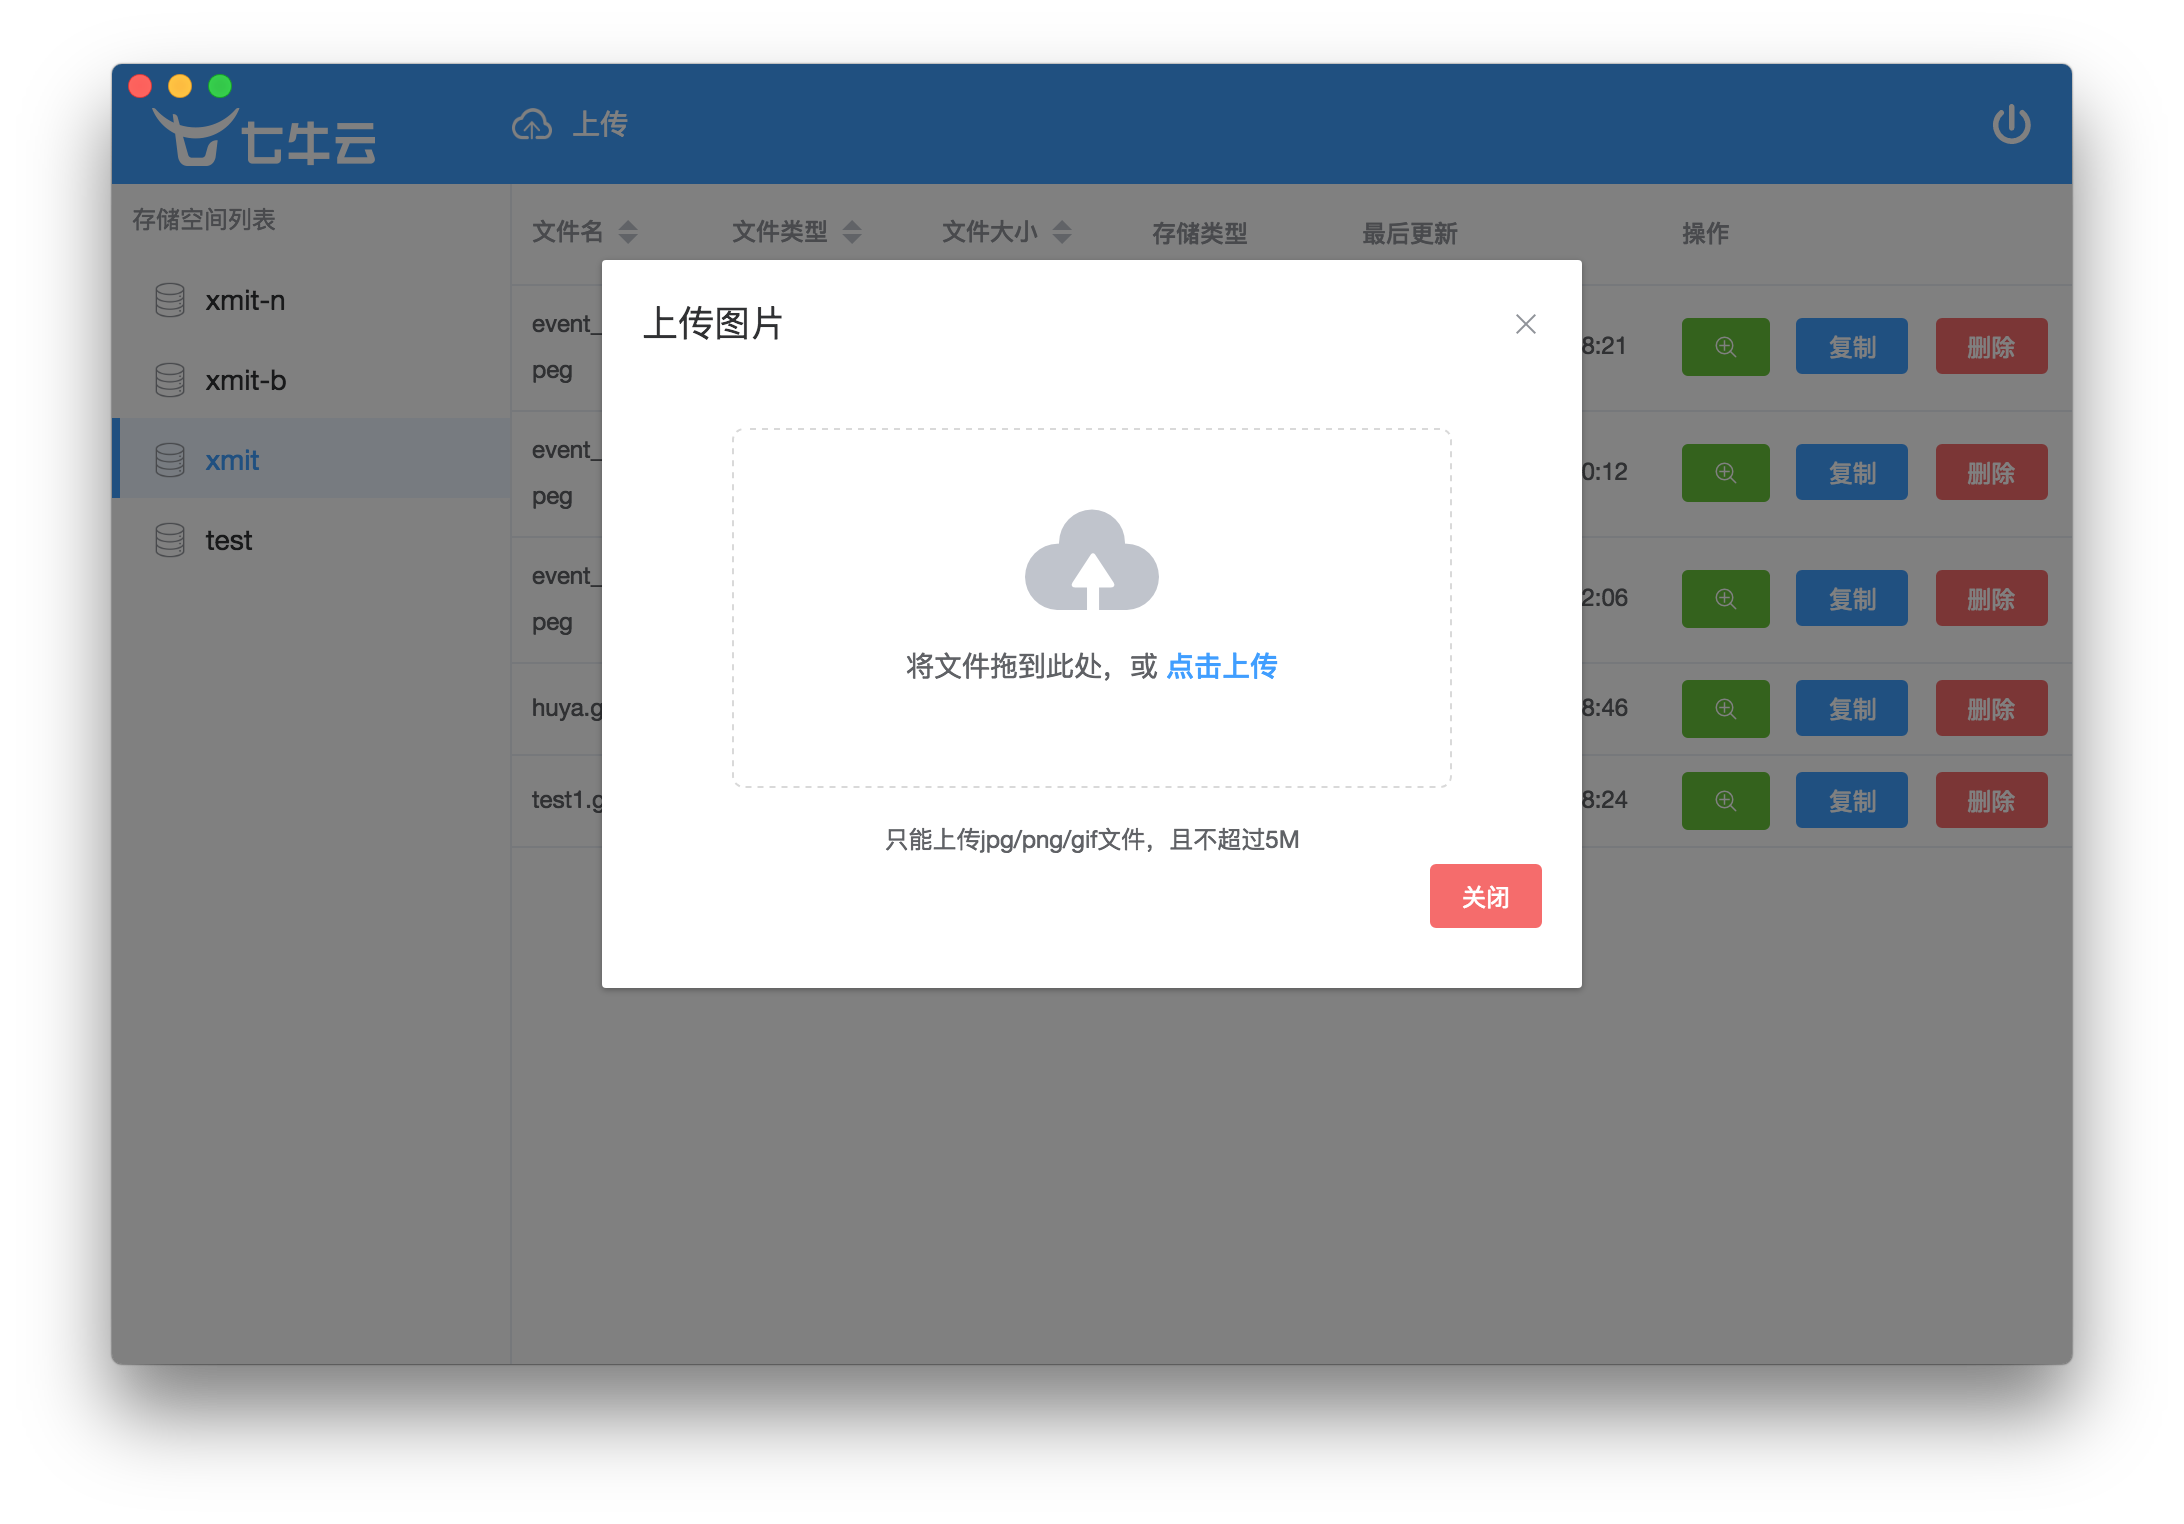 七牛云
上传
存储空间列表
xmit-n
xmit-b
xmit
test
文件名 文件类型 文件大小 存储类型 最后更新 操作
event_
peg
8:21 复制 删除
event_
peg
0:12 复制 删除
event_
peg
2:06 复制 删除
huya.g
8:46 复制 删除
test1.g
8:24 复制 删除
上传图片
将文件拖到此处，或 点击上传
只能上传jpg/png/gif文件，且不超过5M
关闭